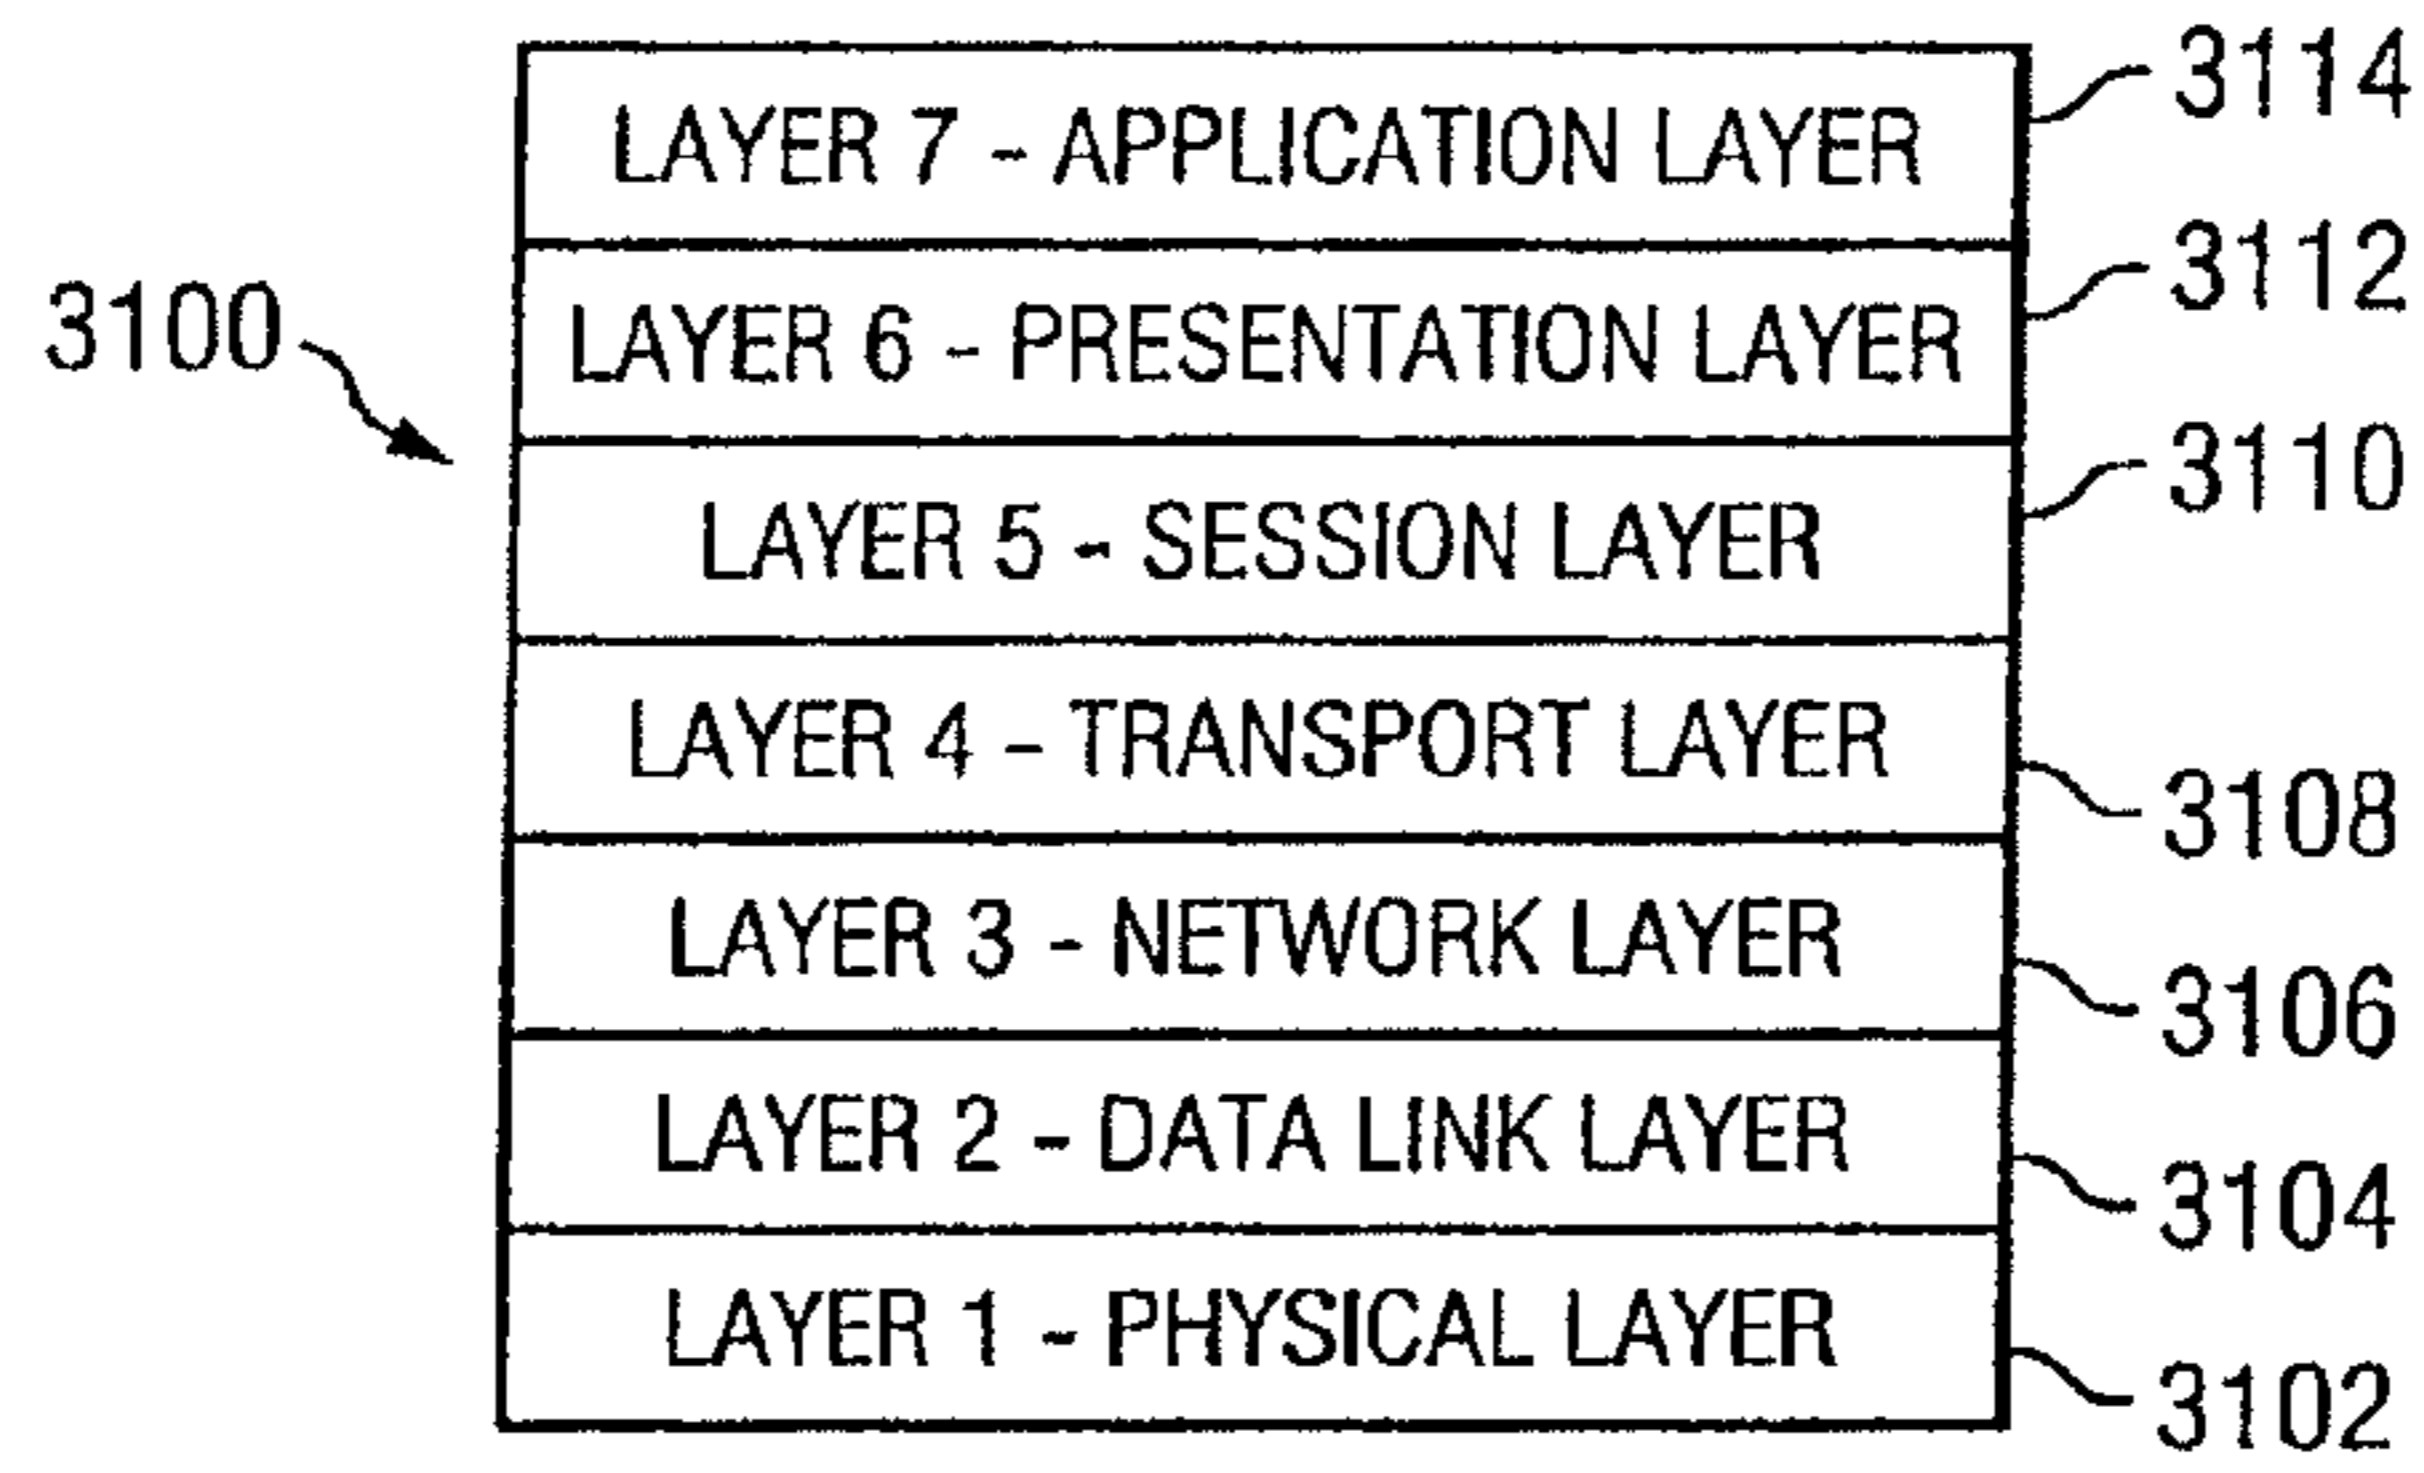 LAYER 7 - APPLICATION LAYER
3114
LAYER 6 - PRESENTATION LAYER
3112
3100
LAYER 5 - SESSION LAYER
3110
LAYER 4 - TRANSPORT LAYER
3108
LAYER 3 - NETWORK LAYER
3106
LAYER 2 - DATA LINK LAYER
3104
LAYER 1 - PHYSICAL LAYER
3102